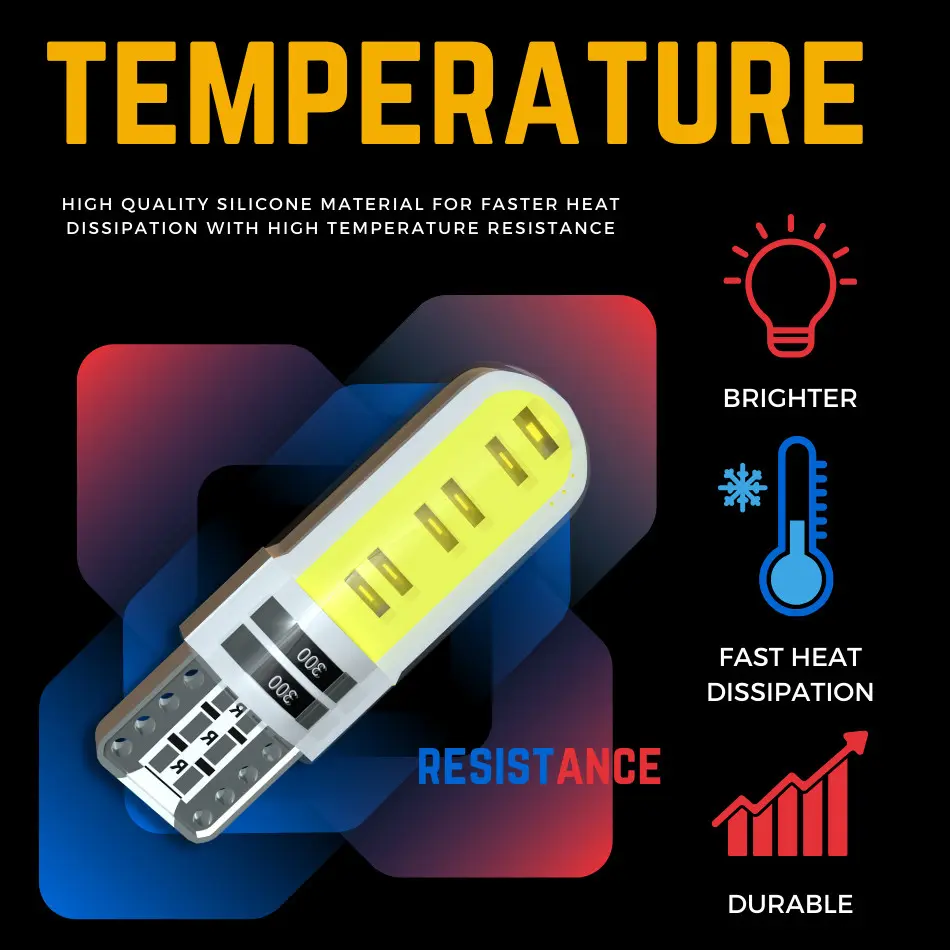 TEMPERATURE
HIGH QUALITY SILICONE MATERIAL FOR FASTER HEAT
DISSIPATION WITH HIGH TEMPERATURE RESISTANCE
BRIGHTER
FAST HEAT
DISSIPATION
300
300
R
R
R
RESISTANCE
DURABLE